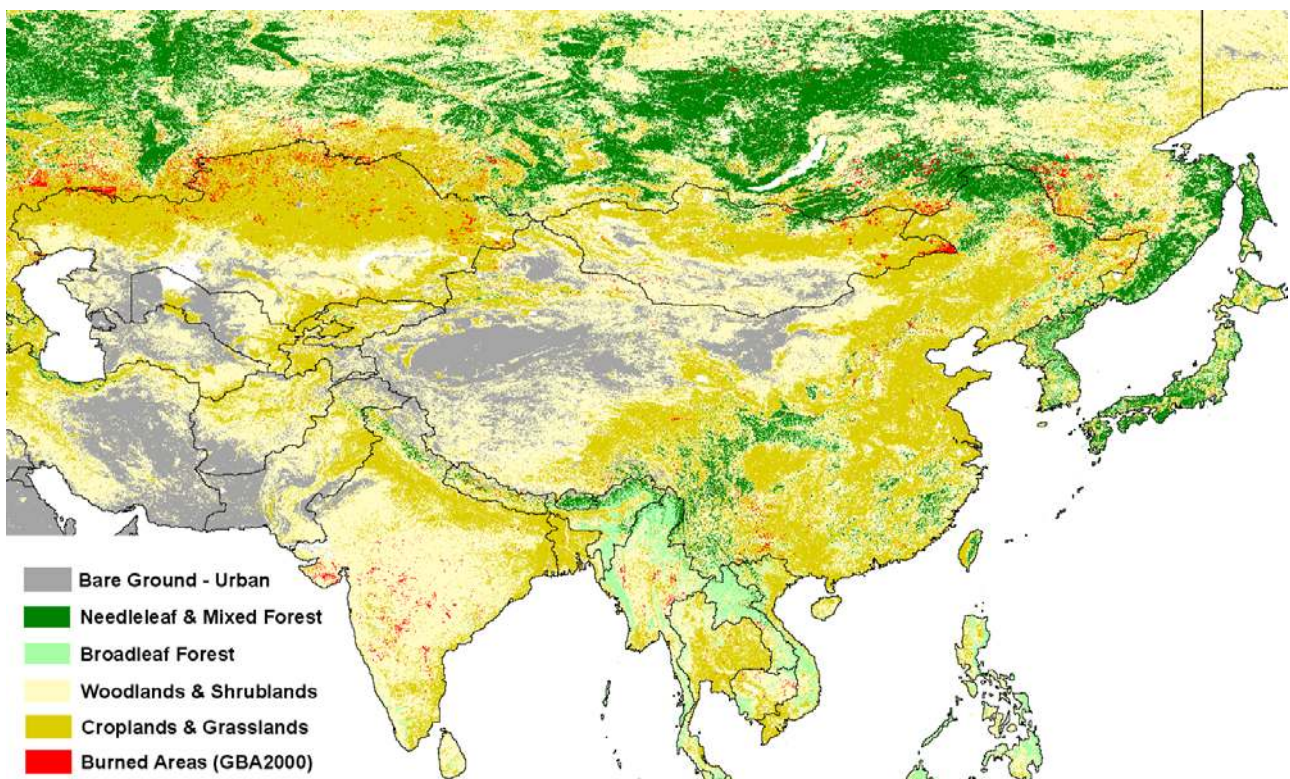 Bare Ground - Urban
Needleleaf & Mixed Forest
Broadleaf Forest
Woodlands & Shrublands
Croplands & Grasslands
Burned Areas (GBA2000)